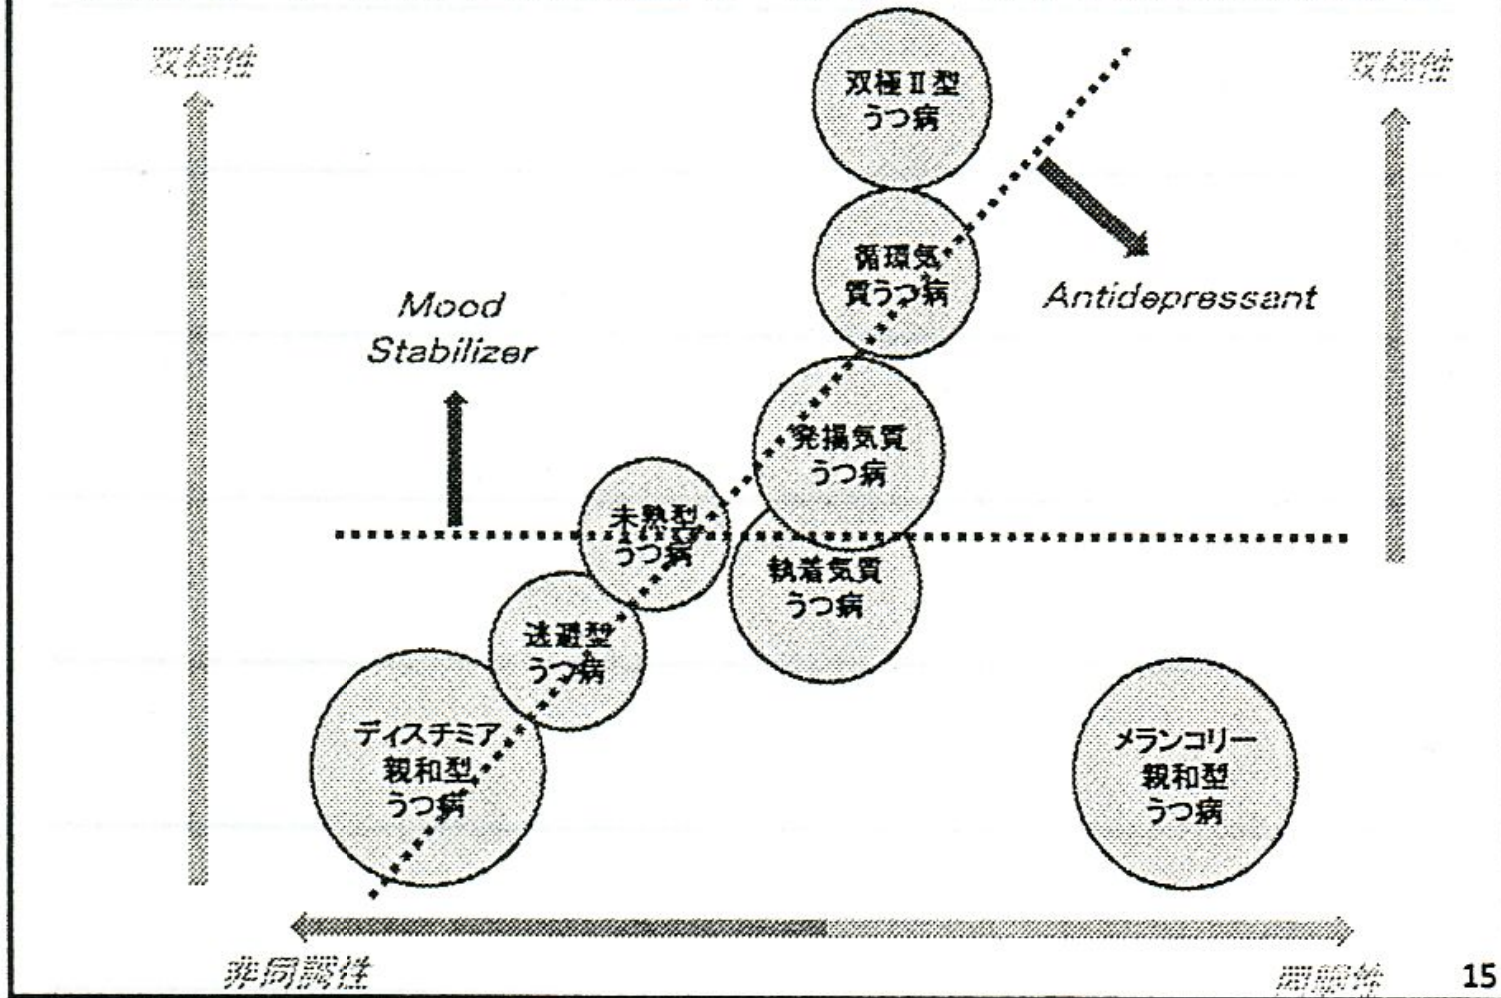 双極性
双極性
双極Ⅱ型
うつ病
循環気
質うつ病
Antidepressant
Mood
Stabilizer
発揚気質
うつ病
未熟型
うつ病
執着気質
うつ病
逃避型
うつ病
ディスチミア
親和型
うつ病
メランコリー
親和型
うつ病
非同調性
15